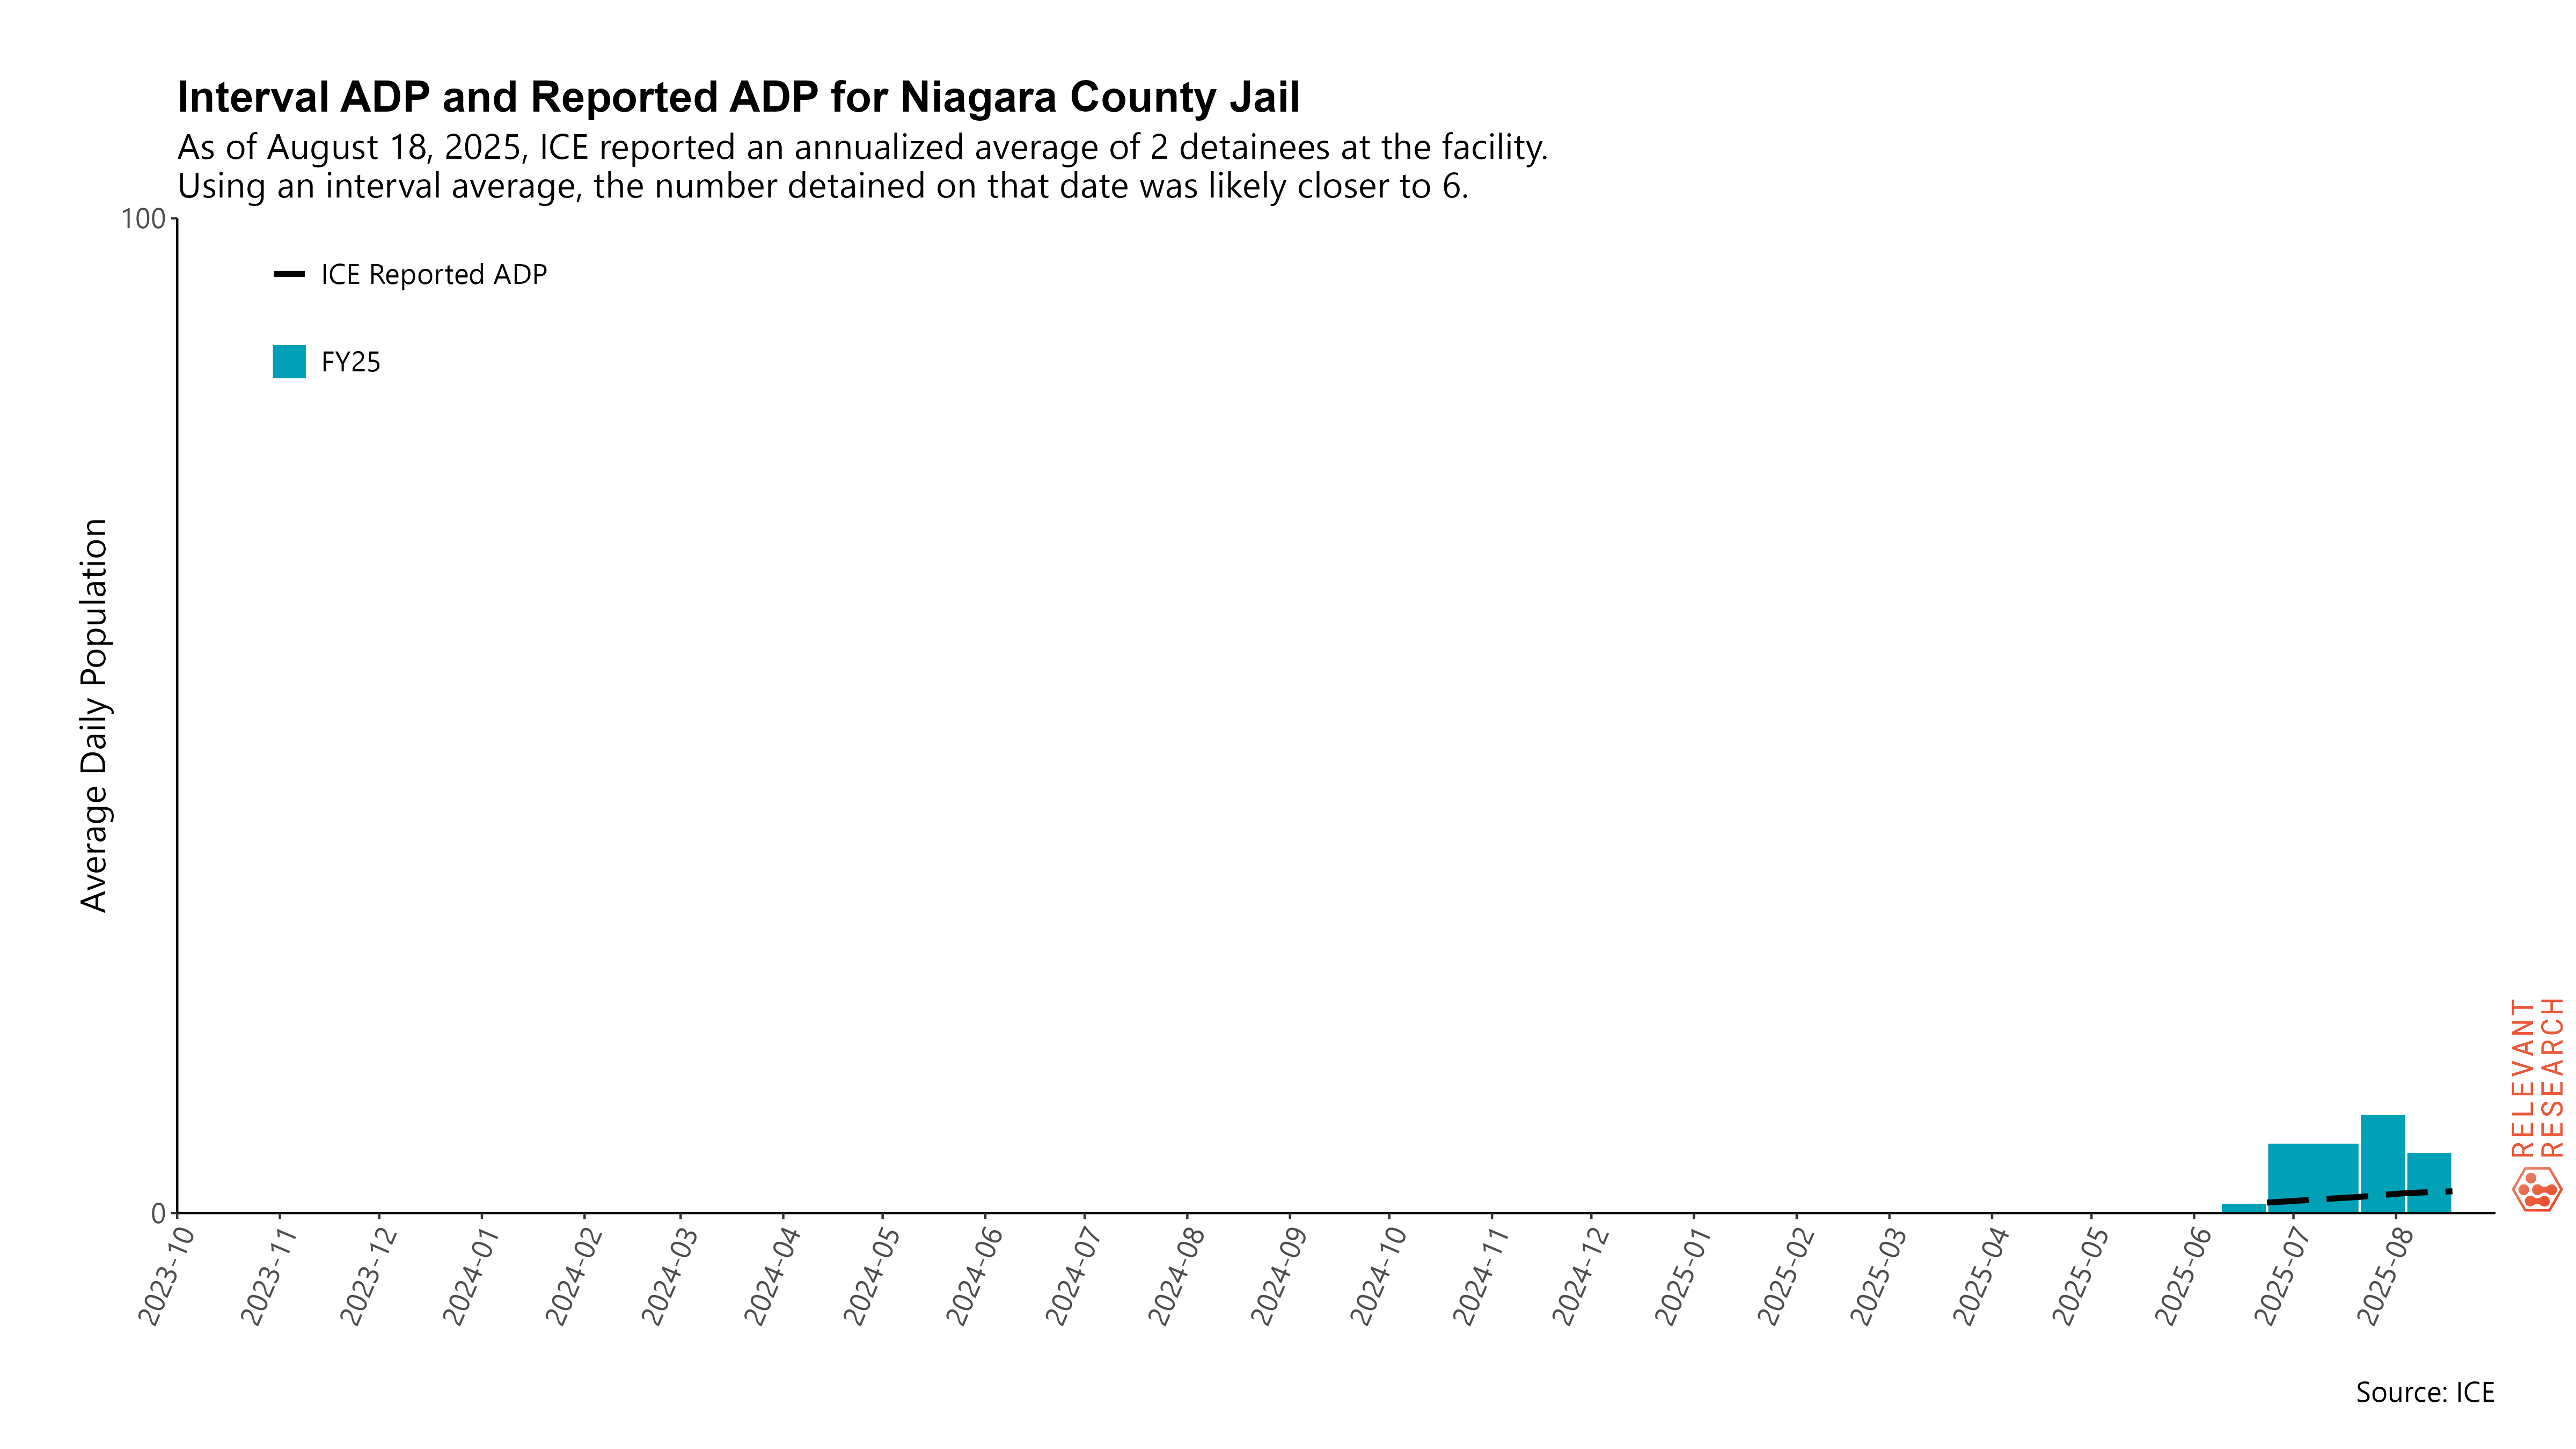 Interval ADP and Reported ADP for Niagara County Jail
As of August 18, 2025, ICE reported an annualized average of 2 detainees at the facility.
Using an interval average, the number detained on that date was likely closer to 6.
100
ICE Reported ADP
FY25
Average Daily Population
0
2023-10
2023-11
2023-12
2024-01
2024-02
2024-03
2024-04
2024-05
2024-06
2024-07
2024-08
2024-09
2024-10
2024-11
2024-12
2025-01
2025-02
2025-03
2025-04
2025-05
2025-06
2025-07
2025-08
RELEVANT
RESEARCH
Source: ICE